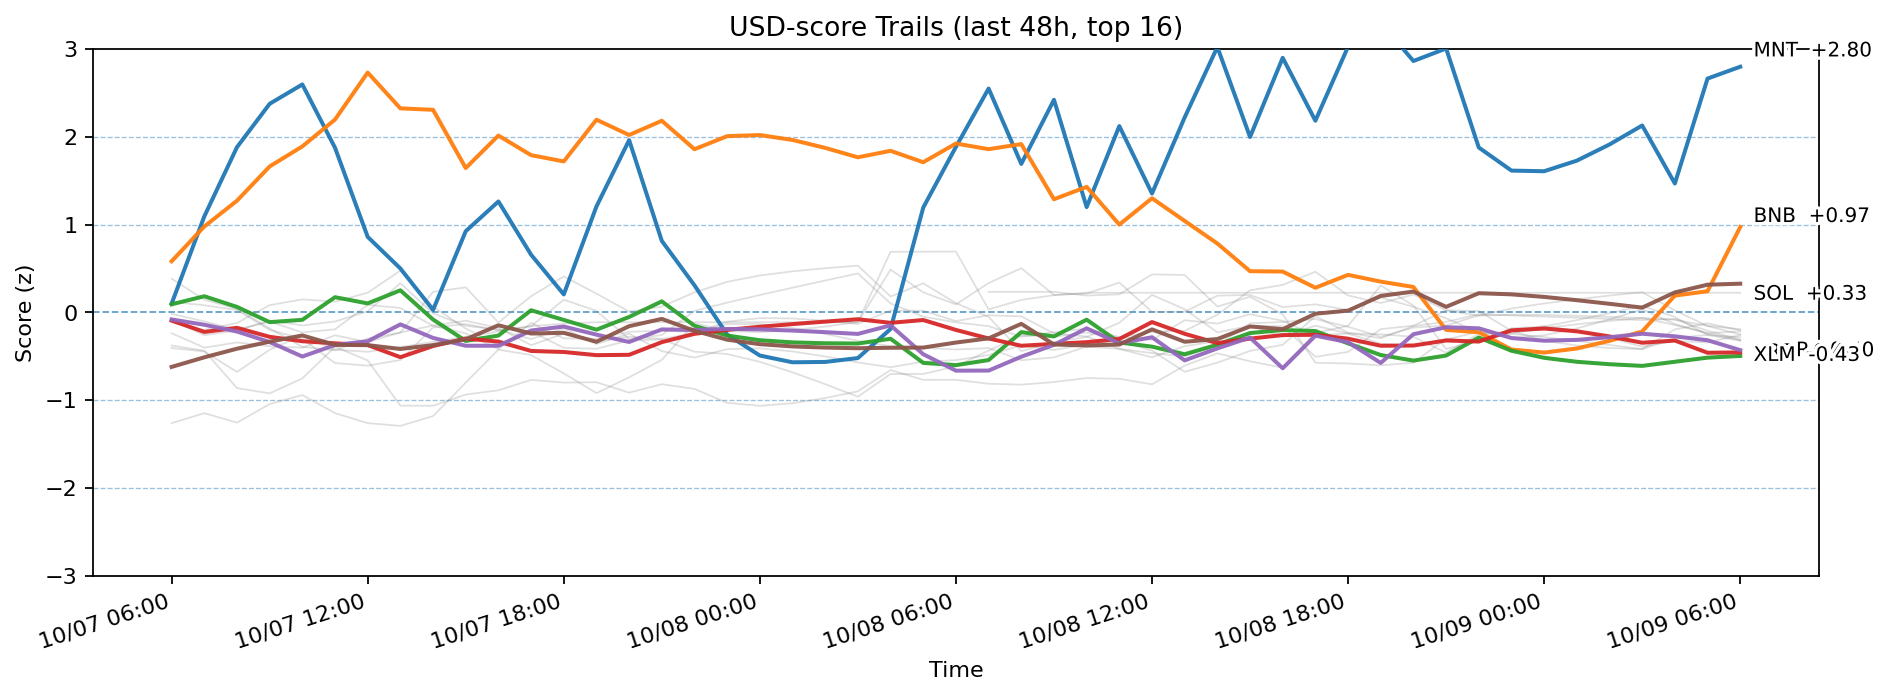 USD-score Trails (last 48h, top 16)
Score (z)
3
2
1
0
−1
−2
−3
MNT +2.80
BNB +0.97
SOL +0.33
XLM -0.43
10/07 06:00
10/07 12:00
10/07 18:00
10/08 00:00
10/08 06:00
10/08 12:00
10/08 18:00
10/09 00:00
10/09 06:00
Time